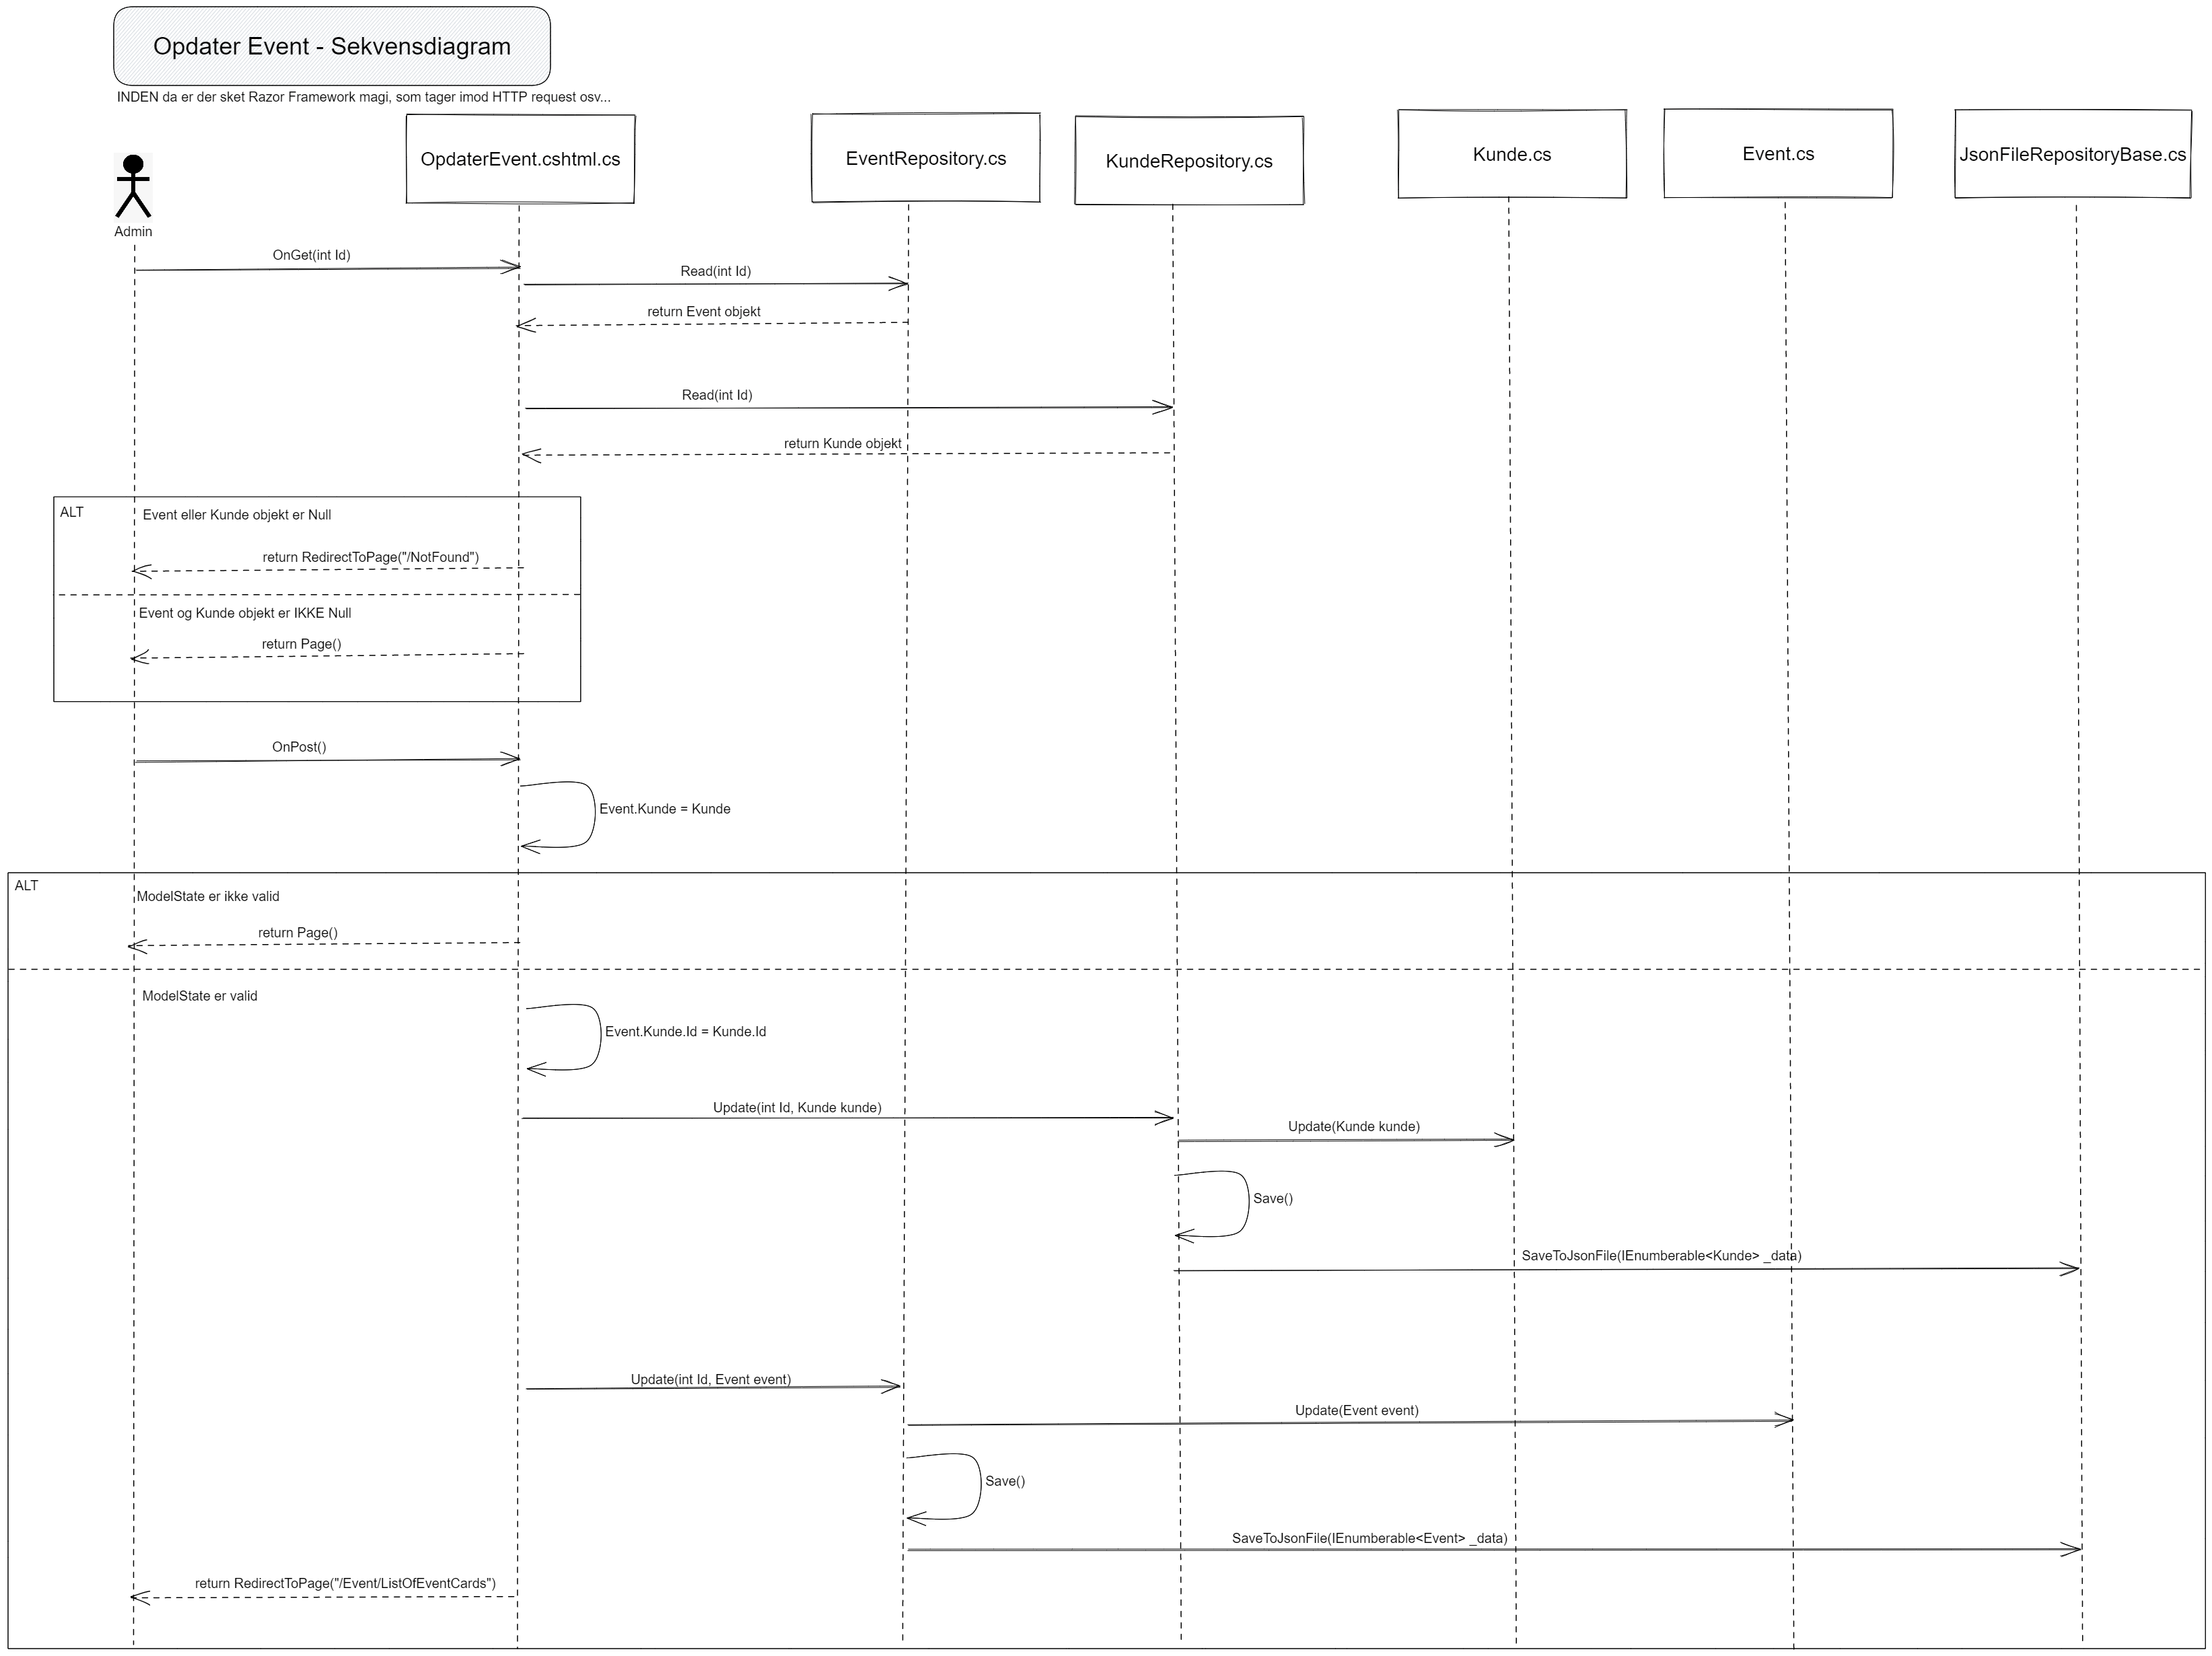 Opdater Event - Sekvensdiagram
INDEN da er der sket Razor Framework magi, som tager imod HTTP request osv...
OpdaterEvent.cshtml.cs
EventRepository.cs
KundeRepository.cs
Kunde.cs
Event.cs
JsonFileRepositoryBase.cs
Admin
OnGet(int Id)
Read(int Id)
return Event objekt
Read(int Id)
return Kunde objekt
ALT
Event eller Kunde objekt er Null
return RedirectToPage("/NotFound")
Event og Kunde objekt er IKKE Null
return Page()
OnPost()
Event.Kunde = Kunde
ALT
ModelState er ikke valid
return Page()
ModelState er valid
Event.Kunde.Id = Kunde.Id
Update(int Id, Kunde kunde)
Update(Kunde kunde)
Save()
SaveToJsonFile(IEnumberable<Kunde> _data)
Update(int Id, Event event)
Update(Event event)
Save()
SaveToJsonFile(IEnumberable<Event> _data)
return RedirectToPage("/Event/ListOfEventCards")